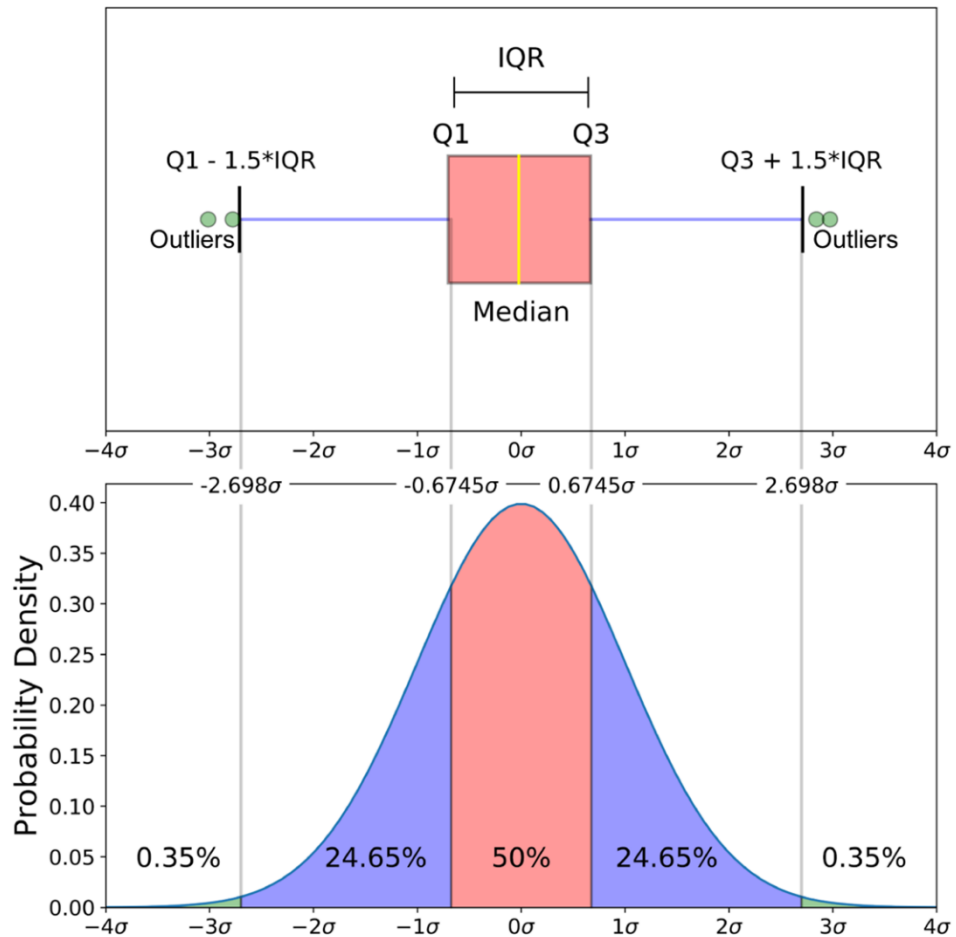 IQR
Q1 Q3
Q1 - 1.5*IQR Q3 + 1.5*IQR
Outliers Outliers
Median
−4σ −3σ −2σ −1σ 0σ 1σ 2σ 3σ 4σ
-2.698σ -0.6745σ 0.6745σ 2.698σ
Probability Density
0.40
0.35
0.30
0.25
0.20
0.15
0.10
0.05
0.00
0.35% 24.65% 50% 24.65% 0.35%
−4σ −3σ −2σ −1σ 0σ 1σ 2σ 3σ 4σ